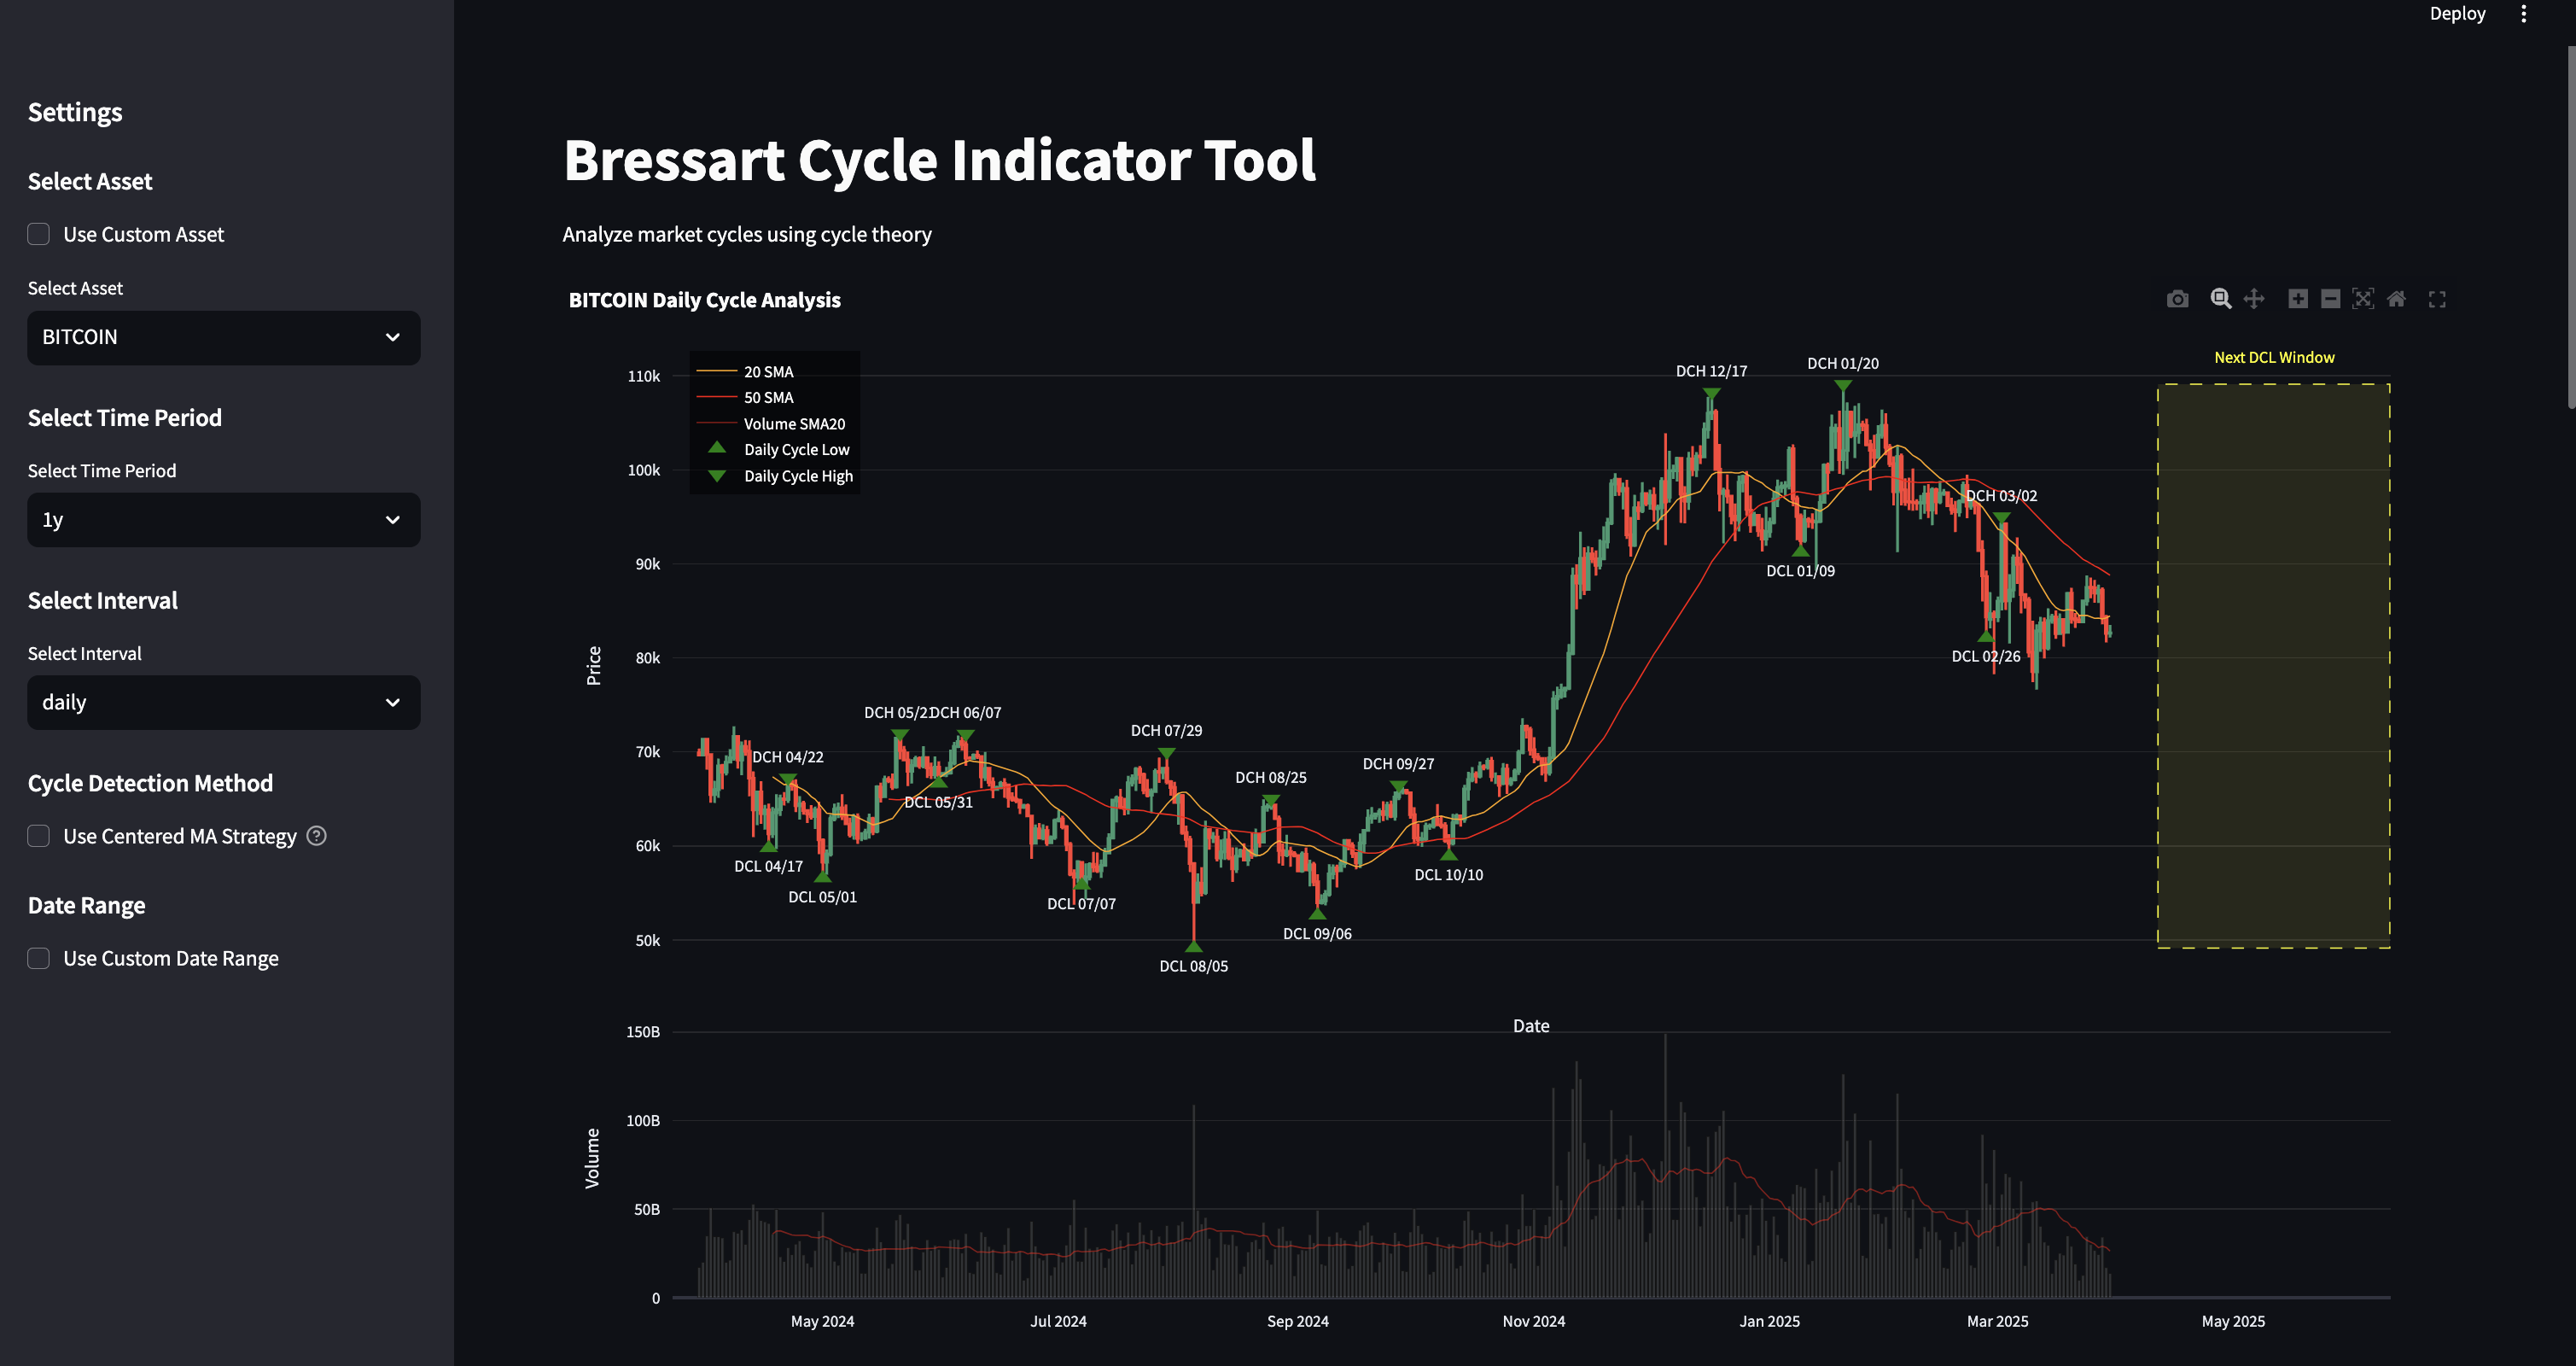 Deploy
Settings
Select Asset
Use Custom Asset
Select Asset
BITCOIN
Select Time Period
Select Time Period
1y
Select Interval
Select Interval
daily
Cycle Detection Method
Use Centered MA Strategy
Date Range
Use Custom Date Range
Bressart Cycle Indicator Tool
Analyze market cycles using cycle theory
BITCOIN Daily Cycle Analysis
Next DCL Window
20 SMA
50 SMA
Volume SMA20
Daily Cycle Low
Daily Cycle High
Price
110k
100k
90k
80k
70k
60k
50k
DCH 12/17
DCH 01/20
DCH 03/02
DCL 01/09
DCL 02/26
DCH 05/21
DCH 06/07
DCH 07/29
DCH 04/22
DCH 09/27
DCH 08/25
DCL 05/31
DCL 04/17
DCL 10/10
DCL 05/01
DCL 07/07
DCL 09/06
DCL 08/05
Date
Volume
150B
100B
50B
0
May 2024
Jul 2024
Sep 2024
Nov 2024
Jan 2025
Mar 2025
May 2025